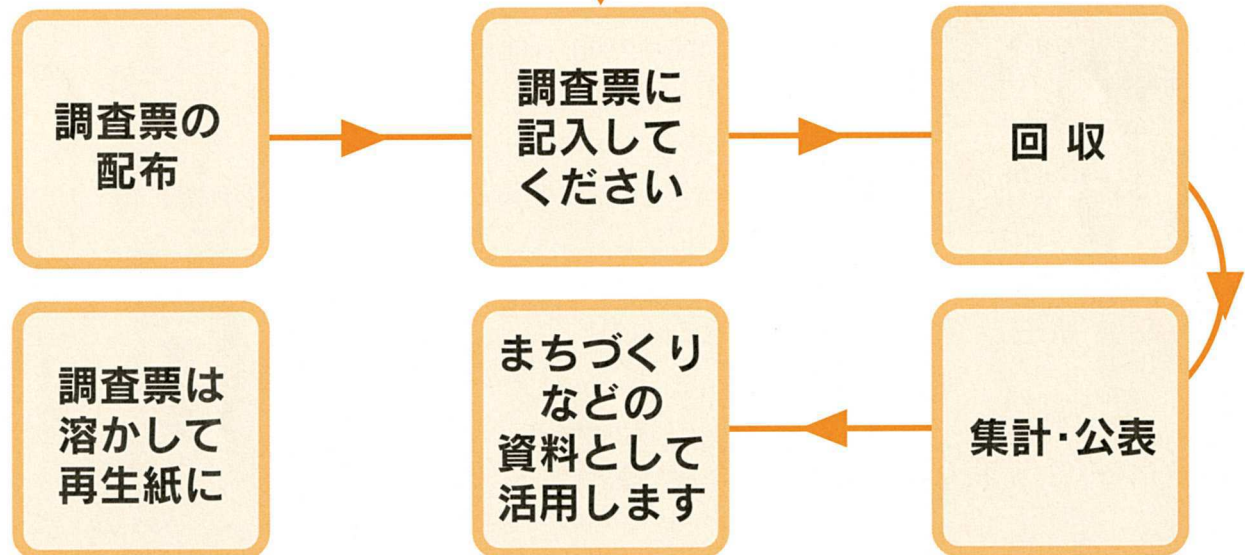 調査票の
配布
調査票に
記入して
ください
回収
集計・公表
まちづくり
などの
資料として
活用します
調査票は
溶かして
再生紙に